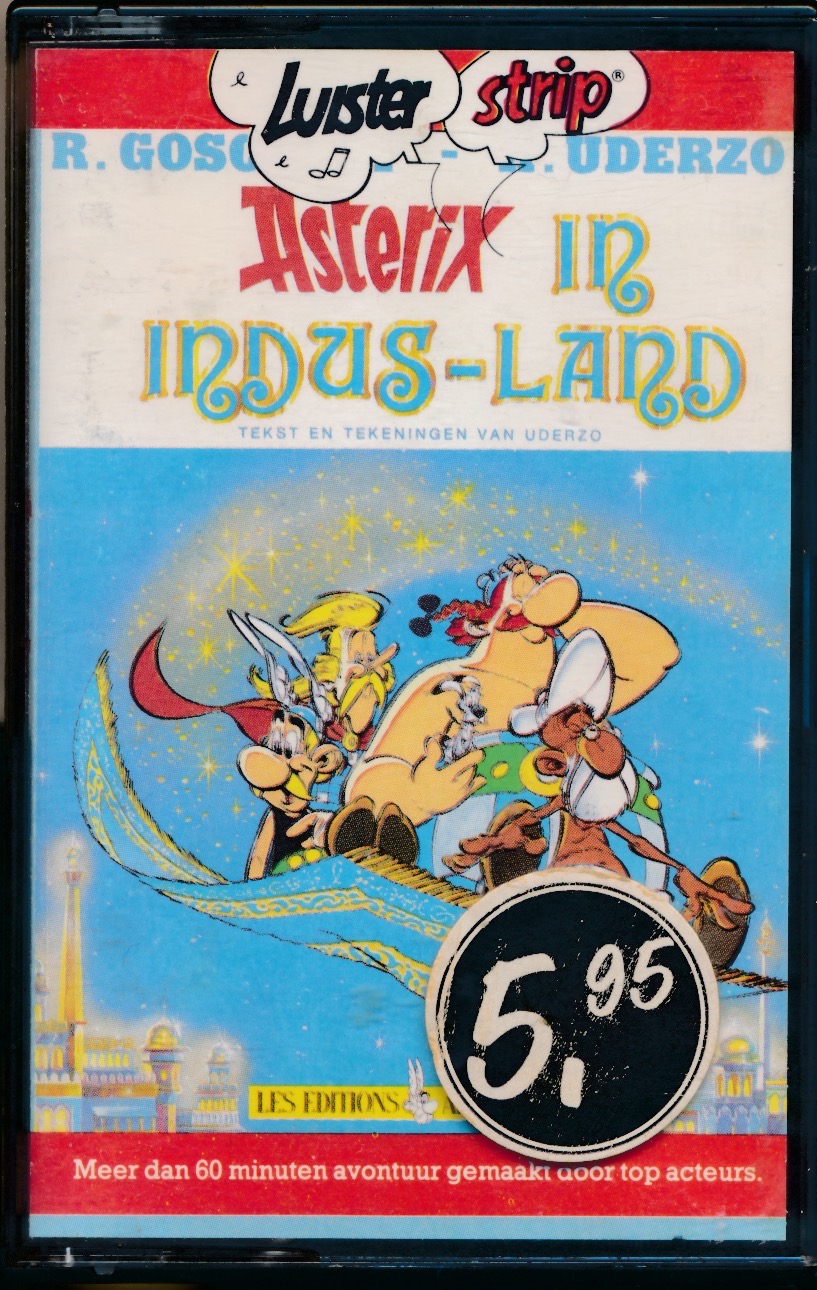 Luister strip®
R. GOSC - . UDERZO
Asterix IN
INDUS-LAND
TEKST EN TEKENINGEN VAN UDERZO
5,95
LES EDITIONS
Meer dan 60 minuten avontuur gemaakt door top acteurs.